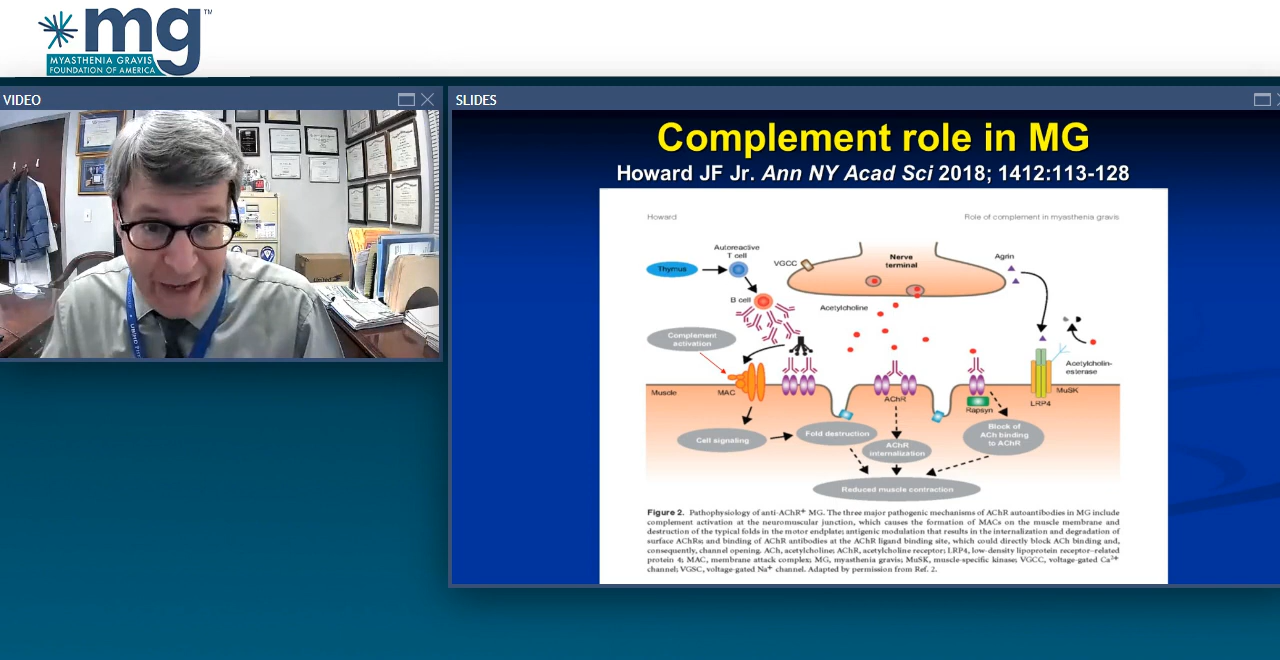 mg™
MYASTHENIA GRAVIS
FOUNDATION OF AMERICA
VIDEO
SLIDES
Complement role in MG
Howard JF Jr. Ann NY Acad Sci 2018; 1412:113-128
Howard
Role of complement in myasthenia gravis
Autoreactive
T cell
Thymus
B cell
VGCC
Nerve
terminal
Agrin
Acetylcholine
Complement
activation
Acetylcholin-
esterase
Muscle
MAC
AChR
Rapsyn
LRP4
MuSK
Cell signaling
Fold destruction
AChR
internalization
Block of
ACh binding
to AChR
Reduced muscle contraction
Figure 2. Pathophysiology of anti-AChR⁺ MG. The three major pathogenic mechanisms of AChR autoantibodies in MG include
complement activation at the neuromuscular junction, which causes the formation of MACs on the muscle membrane and
destruction of the typical folds in the motor endplate; antigenic modulation that results in the internalization and degradation of
surface AChRs; and binding of AChR antibodies at the AChR ligand binding site, which could directly block ACh binding and,
consequently, channel opening. ACh, acetylcholine; AChR, acetylcholine receptor; LRP4, low-density lipoprotein receptor–related
protein 4; MAC, membrane attack complex; MG, myasthenia gravis; MuSK, muscle-specific kinase; VGCC, voltage-gated Ca²⁺
channel; VGSC, voltage-gated Na⁺ channel. Adapted by permission from Ref. 2.